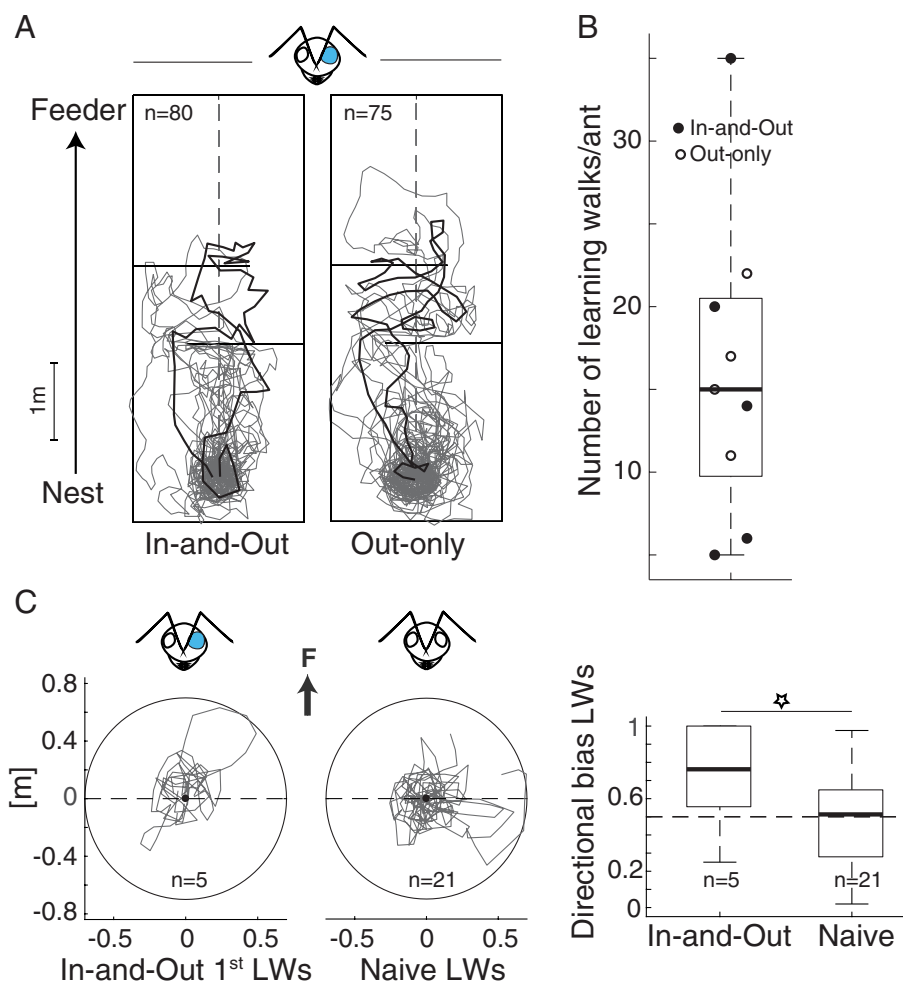 A
B
Feeder
n=80
n=75
1m
Nest
In-and-Out
Out-only
Number of learning walks/ant
30
20
10
In-and-Out
Out-only
C
F
0.8
0.4
0
-0.4
-0.8
[m]
n=5
n=21
-0.5
0
0.5
-0.5
0
0.5
In-and-Out 1st LWs
Naive LWs
Directional bias LWs
1
0.6
0.2
0
n=5
n=21
In-and-Out
Naive